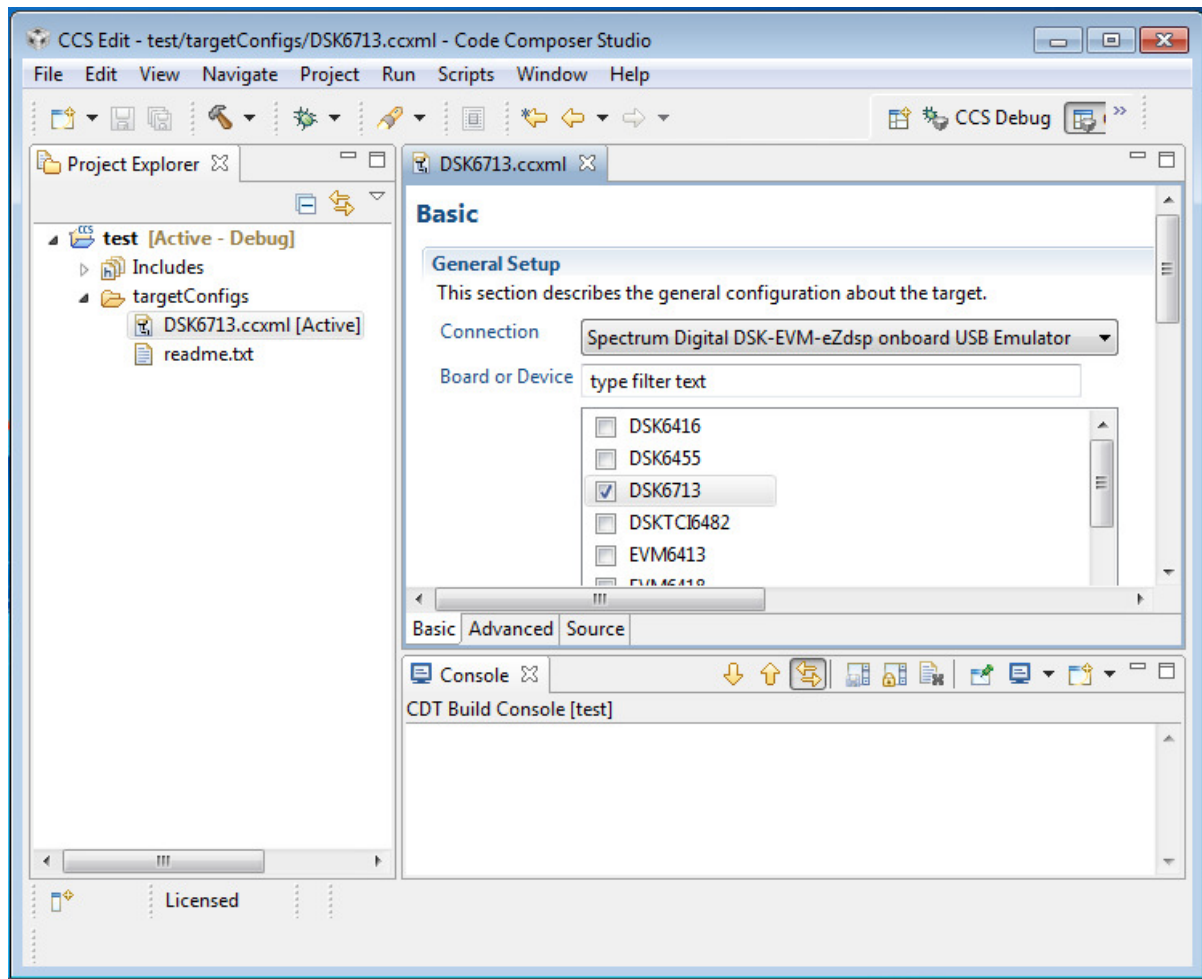 CCS Edit - test/targetConfigs/DSK6713.ccxml - Code Composer Studio
File Edit View Navigate Project Run Scripts Window Help
CCS Debug
Project Explorer
test [Active - Debug]
Includes
targetConfigs
DSK6713.ccxml [Active]
readme.txt
Licensed
DSK6713.ccxml
Basic
General Setup
This section describes the general configuration about the target.
Connection Spectrum Digital DSK-EVM-eZdsp onboard USB Emulator
Board or Device type filter text
DSK6416
DSK6455
DSK6713
DSKTCI6482
EVM6413
EVM6418
Basic Advanced Source
Console
CDT Build Console [test]